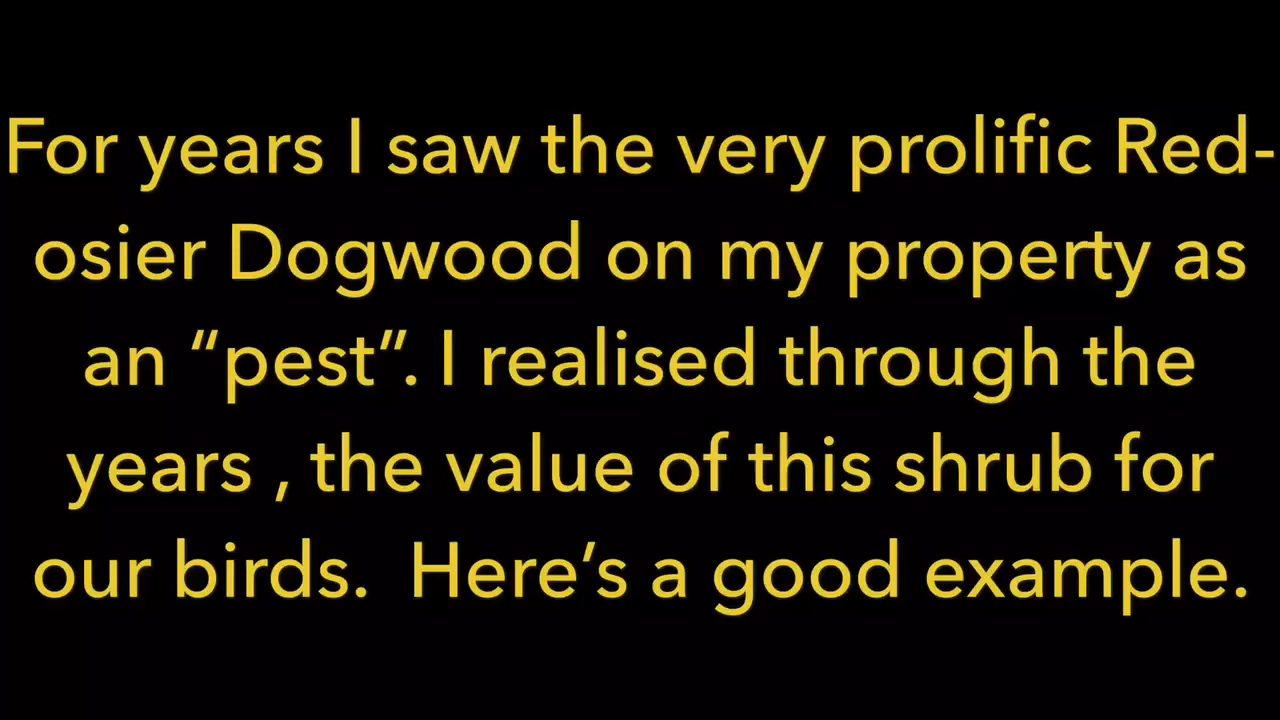 For years I saw the very prolific Red-
osier Dogwood on my property as
an “pest”. I realised through the
years , the value of this shrub for
our birds.  Here’s a good example.